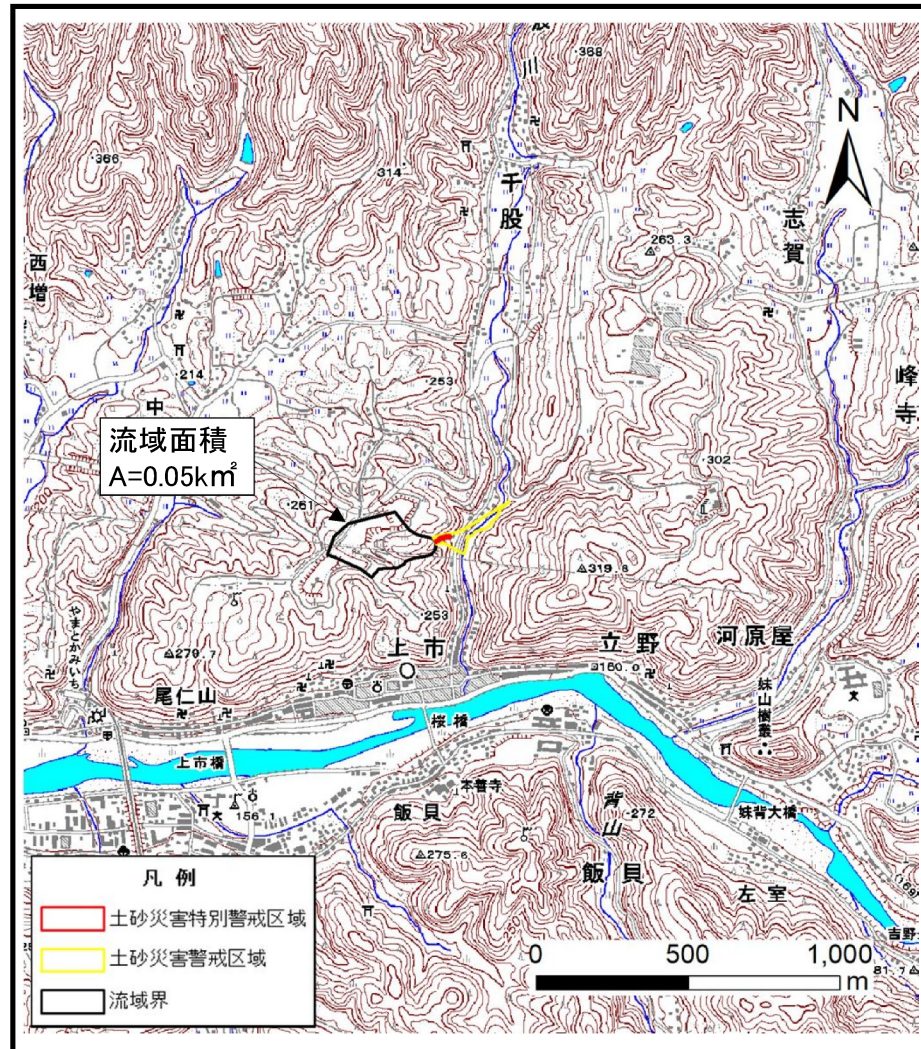 股
川
・368
N
・366
314・
千
股
志
賀
263.3
西
増
・214
・253
峰
寺
中
流域面積
A=0.05km²
・302
・261
319.8
・253
やまとかみいち
上市
立野
河原屋
279.7
160.0
尾仁山
妹山樹叢
桜橋
上市橋
本善寺
156.1
飯貝
背山
・272
妹背大橋
275.6
飯貝
左室
凡例
土砂災害特別警戒区域
土砂災害警戒区域
流域界
0 500 1,000
m
吉野
81.7